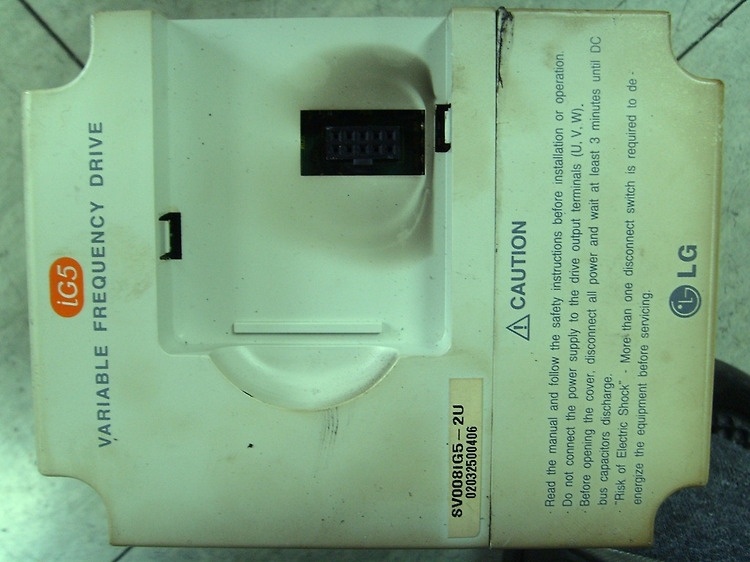 iG5
VARIABLE FREQUENCY DRIVE
SV008iG5-2U
02032500406
CAUTION
· Read the manual and follow the safety instructions before installation or operation.
· Do not connect the power supply to the drive output terminals (U, V, W).
· Before opening the cover, disconnect all power and wait at least 3 minutes until DC
bus capacitors discharge.
· "Risk of Electric Shock" - More than one disconnect switch is required to de-
energize the equipment before servicing.
LG